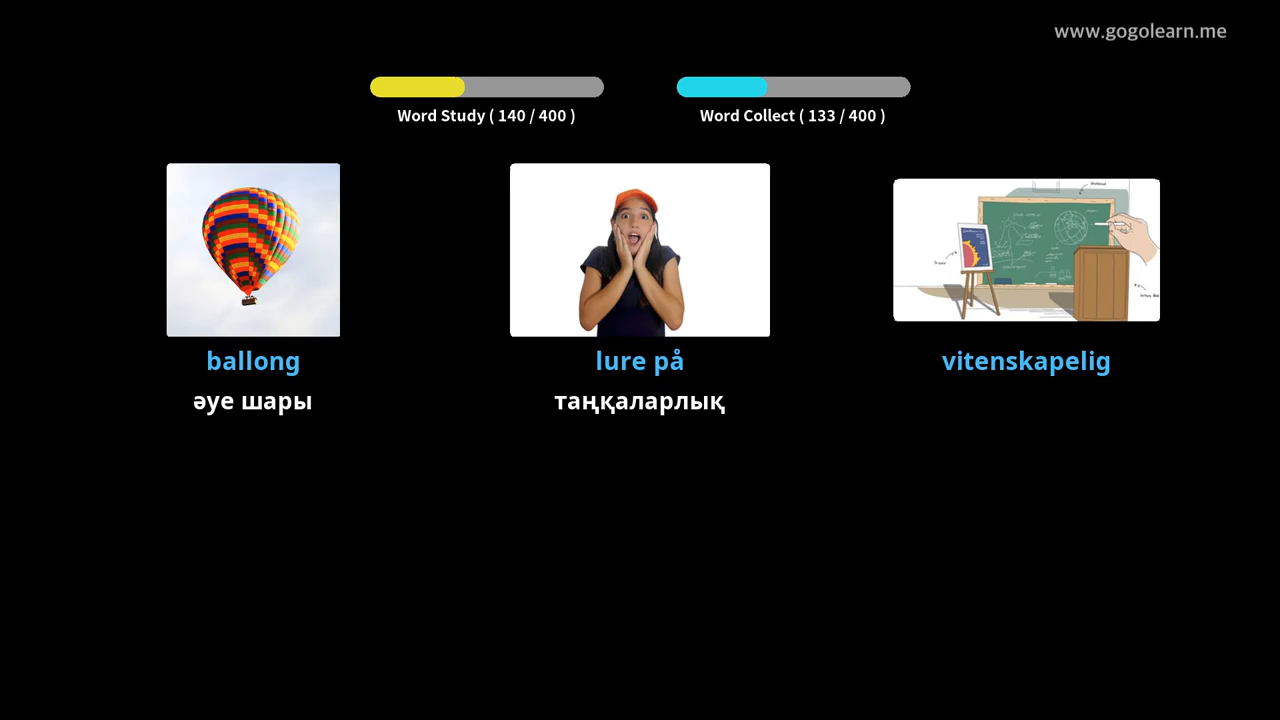 www.gogolearn.me
Word Study ( 140 / 400 )
Word Collect ( 133 / 400 )
ballong
lure på
vitenskapelig
әуе шары
таңқаларлық